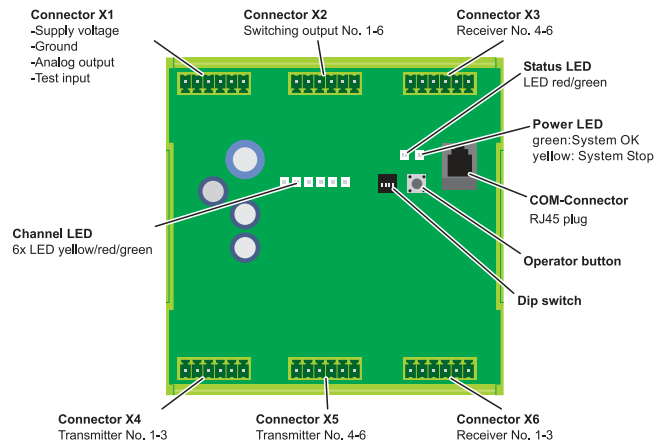 Connector X1
-Supply voltage
-Ground
-Analog output
-Test input
Connector X2
Switching output No. 1-6
Connector X3
Receiver No. 4-6
Status LED
LED red/green
Power LED
green:System OK
yellow: System Stop
COM-Connector
RJ45 plug
Channel LED
6x LED yellow/red/green
Operator button
Dip switch
Connector X4
Transmitter No. 1-3
Connector X5
Transmitter No. 4-6
Connector X6
Receiver No. 1-3